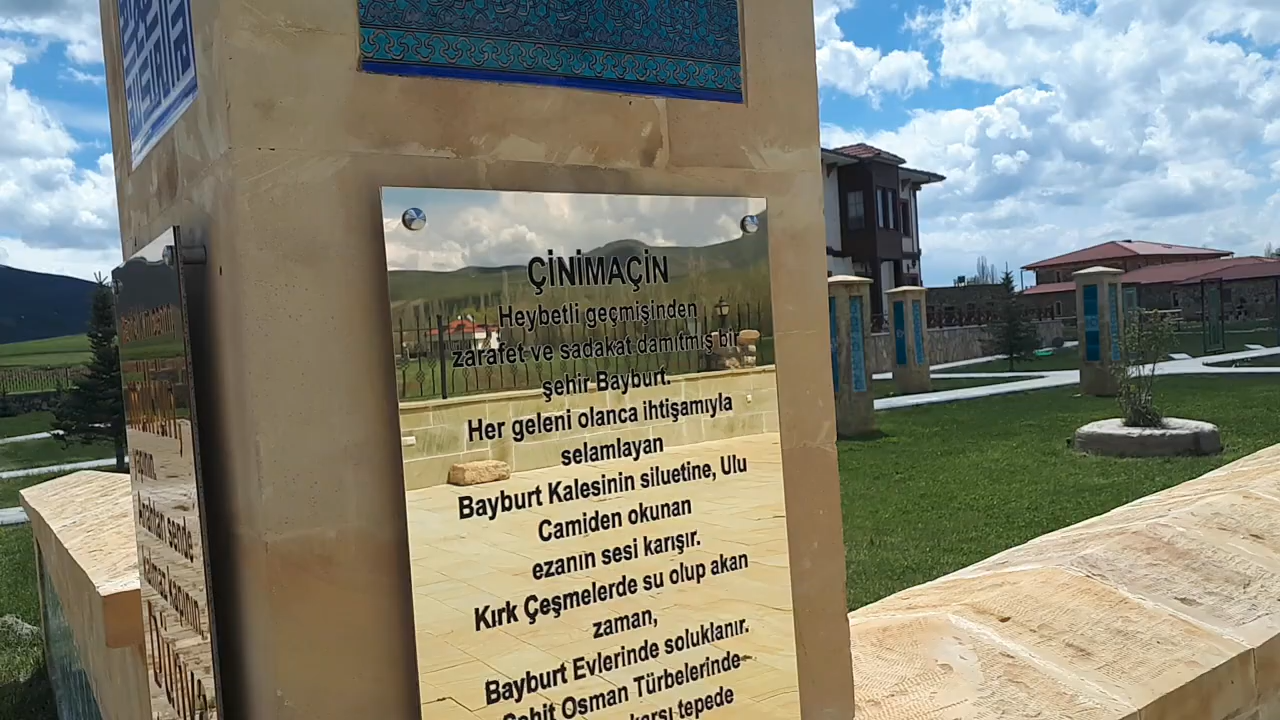 ÇİNİMAÇİN
Heybetli geçmişinden
zarafet ve sadakat damıtmış bir
şehir Bayburt.
Her geleni olanca ihtişamıyla
selamlayan
Bayburt Kalesinin siluetine, Ulu
Camiden okunan
ezanın sesi karışır.
Kırk Çeşmelerde su olup akan
zaman,
Bayburt Evlerinde soluklanır.
Şehit Osman Türbelerinde
karşı tepede
sende